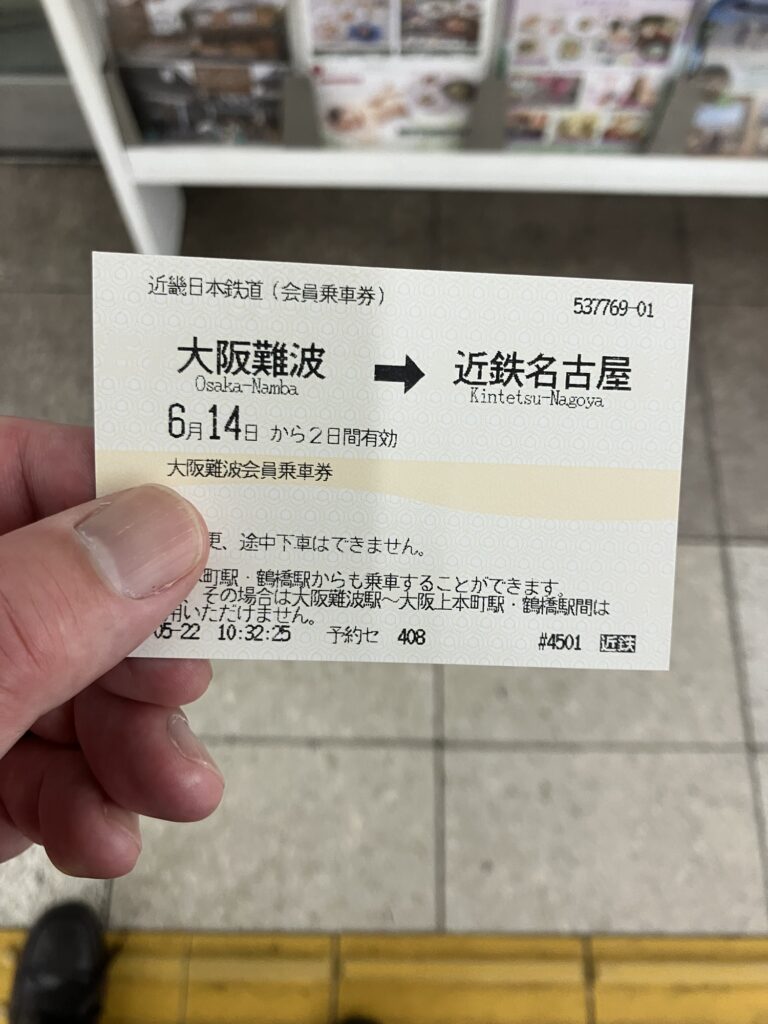 近畿日本鉄道（会員乗車券）
537769-01
大阪難波 ➡ 近鉄名古屋
Osaka-Namba Kintetsu-Nagoya
6月14日 から2日間有効
大阪難波会員乗車券
更、途中下車はできません。
本町駅・鶴橋駅からも乗車することができます。
その場合は大阪難波駅～大阪上本町駅・鶴橋駅間は
用いただけません。
05-22 10:32:25 予約セ 408 #4501 近鉄